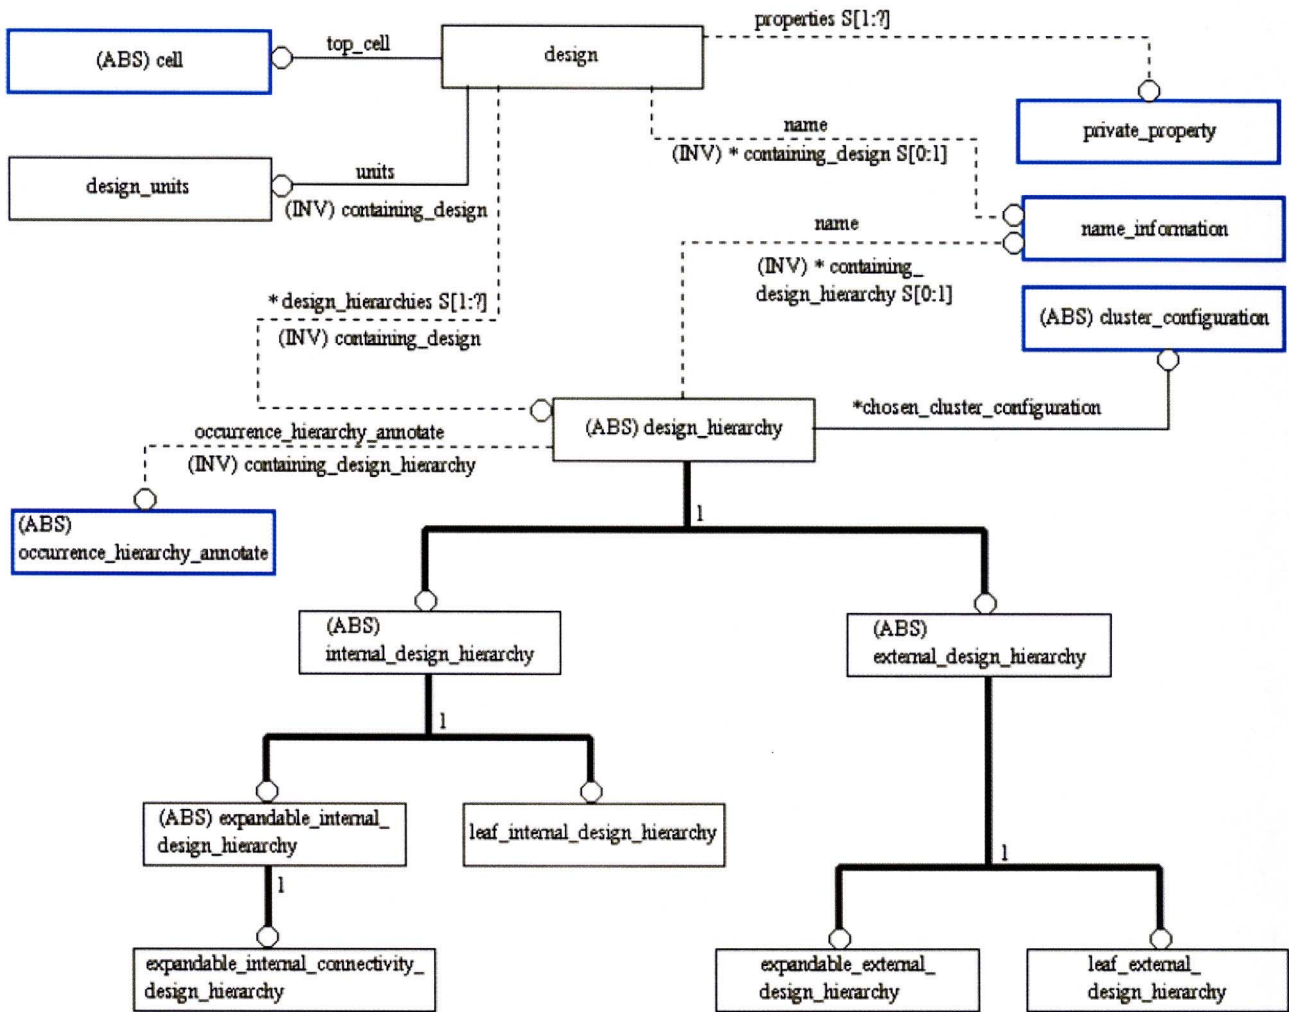 properties S[1:?]
(ABS) cell
top_cell
design
private_property
name
(INV) * containing_design S[0:1]
design_units
units
(INV) containing_design
name_information
name
(INV) * containing_
design_hierarchy S[0:1]
* design_hierarchies S[1:?]
(INV) containing_design
(ABS) cluster_configuration
*chosen_cluster_configuration
(ABS) design_hierarchy
occurrence_hierarchy_annotate
(INV) containing_design_hierarchy
(ABS)
occurrence_hierarchy_annotate
1
(ABS)
internal_design_hierarchy
(ABS)
external_design_hierarchy
1
(ABS) expandable_internal_
design_hierarchy
leaf_internal_design_hierarchy
1
1
expandable_internal_connectivity_
design_hierarchy
expandable_external_
design_hierarchy
leaf_external_
design_hierarchy